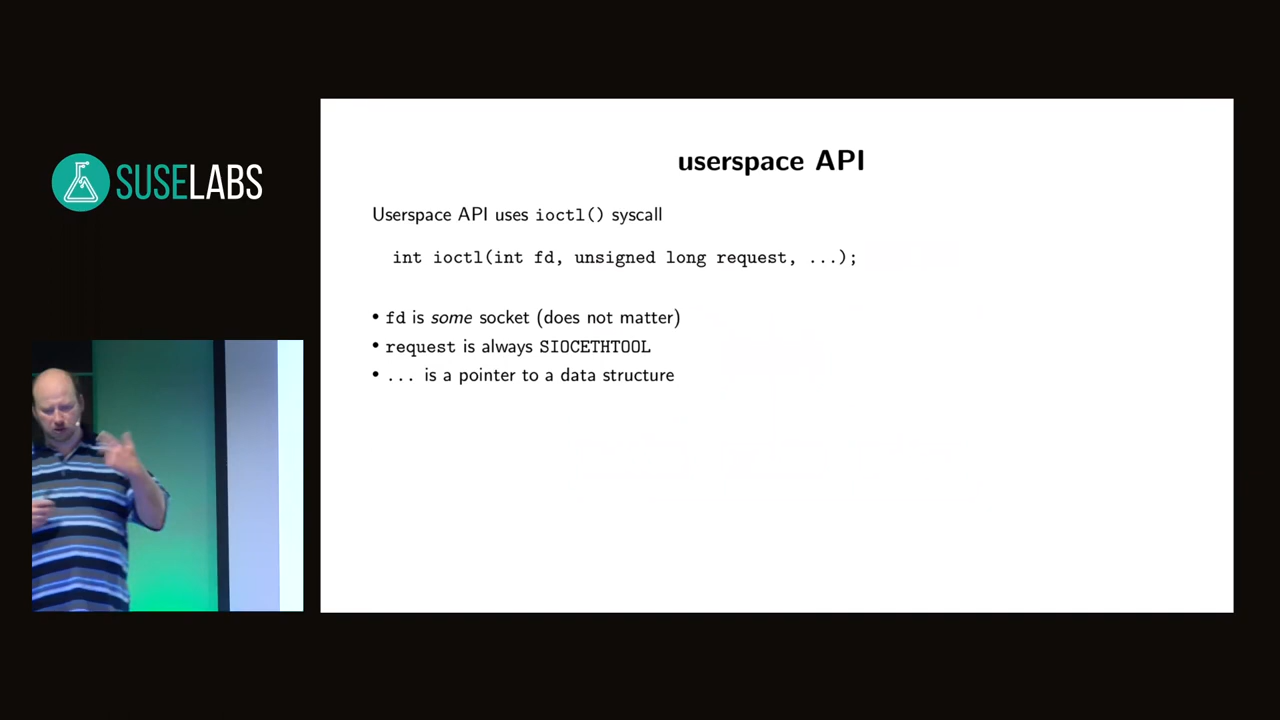 SUSELABS
userspace API
Userspace API uses ioctl() syscall
int ioctl(int fd, unsigned long request, ...);
• fd is some socket (does not matter)
• request is always SIOCETHTOOL
• ... is a pointer to a data structure